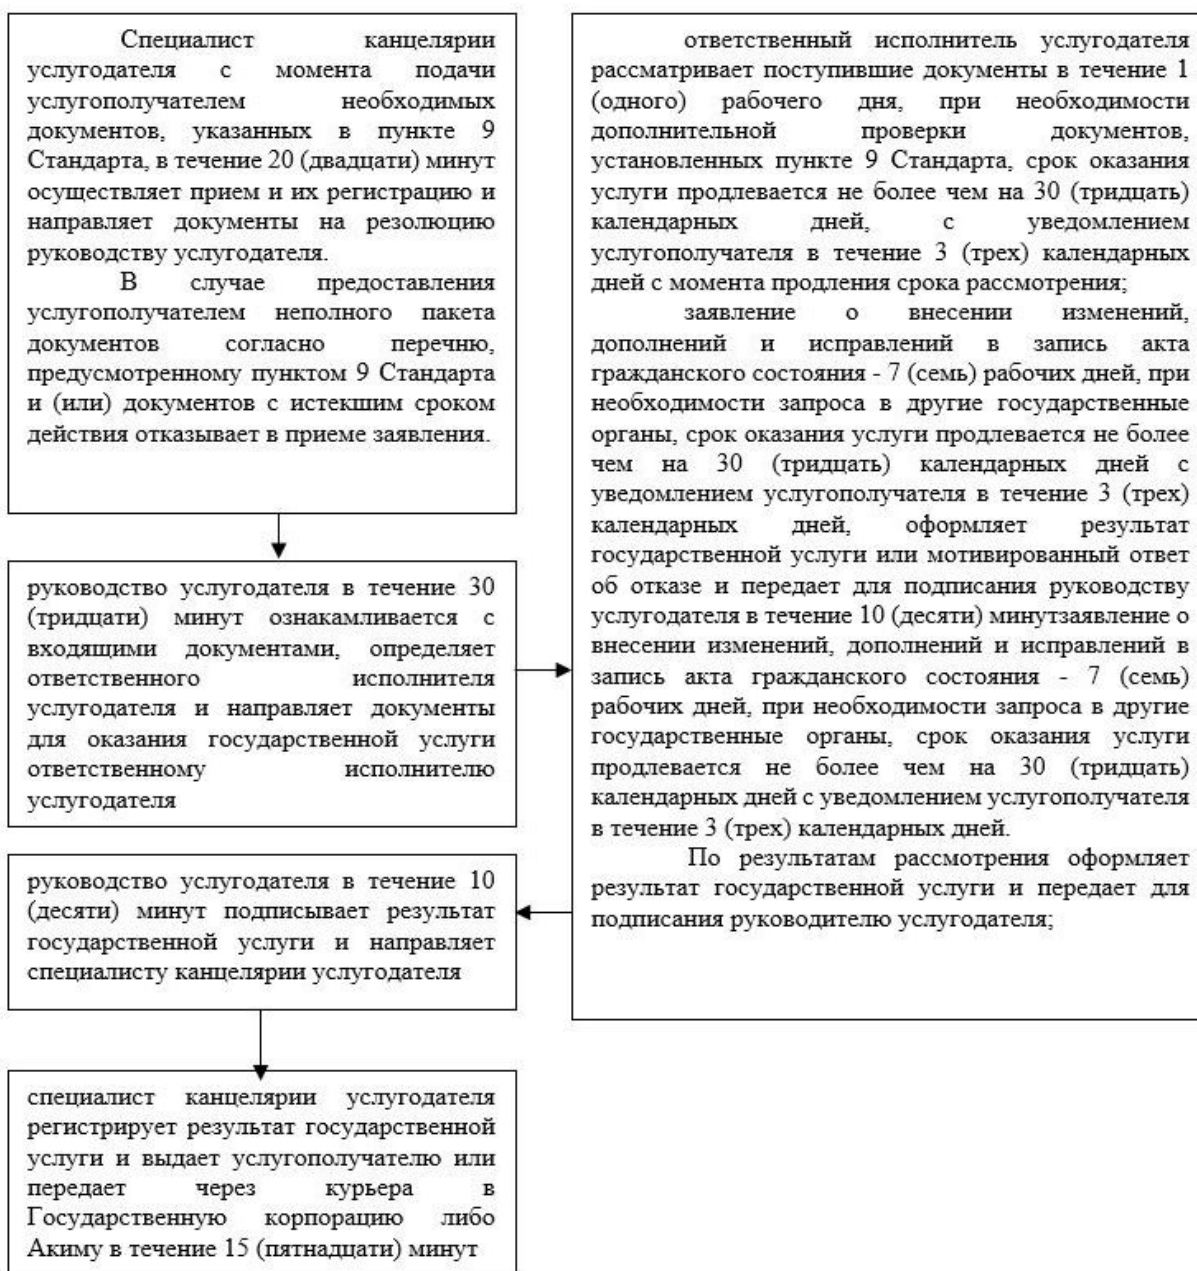 Специалист канцелярии
услугодателя с момента подачи
услугополучателем необходимых
документов, указанных в пункте 9
Стандарта, в течение 20 (двадцати) минут
осуществляет прием и их регистрацию и
направляет документы на резолюцию
руководству услугодателя.
В случае предоставления
услугополучателем неполного пакета
документов согласно перечню,
предусмотренному пунктом 9 Стандарта
и (или) документов с истекшим сроком
действия отказывает в приеме заявления.
руководство услугодателя в течение 30
(тридцати) минут ознакамливается с
входящими документами, определяет
ответственного исполнителя
услугодателя и направляет документы
для оказания государственной услуги
ответственному исполнителю
услугодателя
ответственный исполнитель услугодателя
рассматривает поступившие документы в течение 1
(одного) рабочего дня, при необходимости
дополнительной проверки документов,
установленных пункте 9 Стандарта, срок оказания
услуги продлевается не более чем на 30 (тридцать)
календарных дней, с уведомлением
услугополучателя в течение 3 (трех) календарных
дней с момента продления срока рассмотрения;
заявление о внесении изменений,
дополнений и исправлений в запись акта
гражданского состояния - 7 (семь) рабочих дней, при
необходимости запроса в другие государственные
органы, срок оказания услуги продлевается не более
чем на 30 (тридцать) календарных дней с
уведомлением услугополучателя в течение 3 (трех)
календарных дней, оформляет результат
государственной услуги или мотивированный ответ
об отказе и передает для подписания руководству
услугодателя в течение 10 (десяти) минутзаявление о
внесении изменений, дополнений и исправлений в
запись акта гражданского состояния - 7 (семь)
рабочих дней, при необходимости запроса в другие
государственные органы, срок оказания услуги
продлевается не более чем на 30 (тридцать)
календарных дней с уведомлением услугополучателя
в течение 3 (трех) календарных дней.
По результатам рассмотрения оформляет
результат государственной услуги и передает для
подписания руководителю услугодателя;
руководство услугодателя в течение 10
(десяти) минут подписывает результат
государственной услуги и направляет
специалисту канцелярии услугодателя
специалист канцелярии услугодателя
регистрирует результат государственной
услуги и выдает услугополучателю или
передает через курьера в
Государственную корпорацию либо
Акиму в течение 15 (пятнадцати) минут